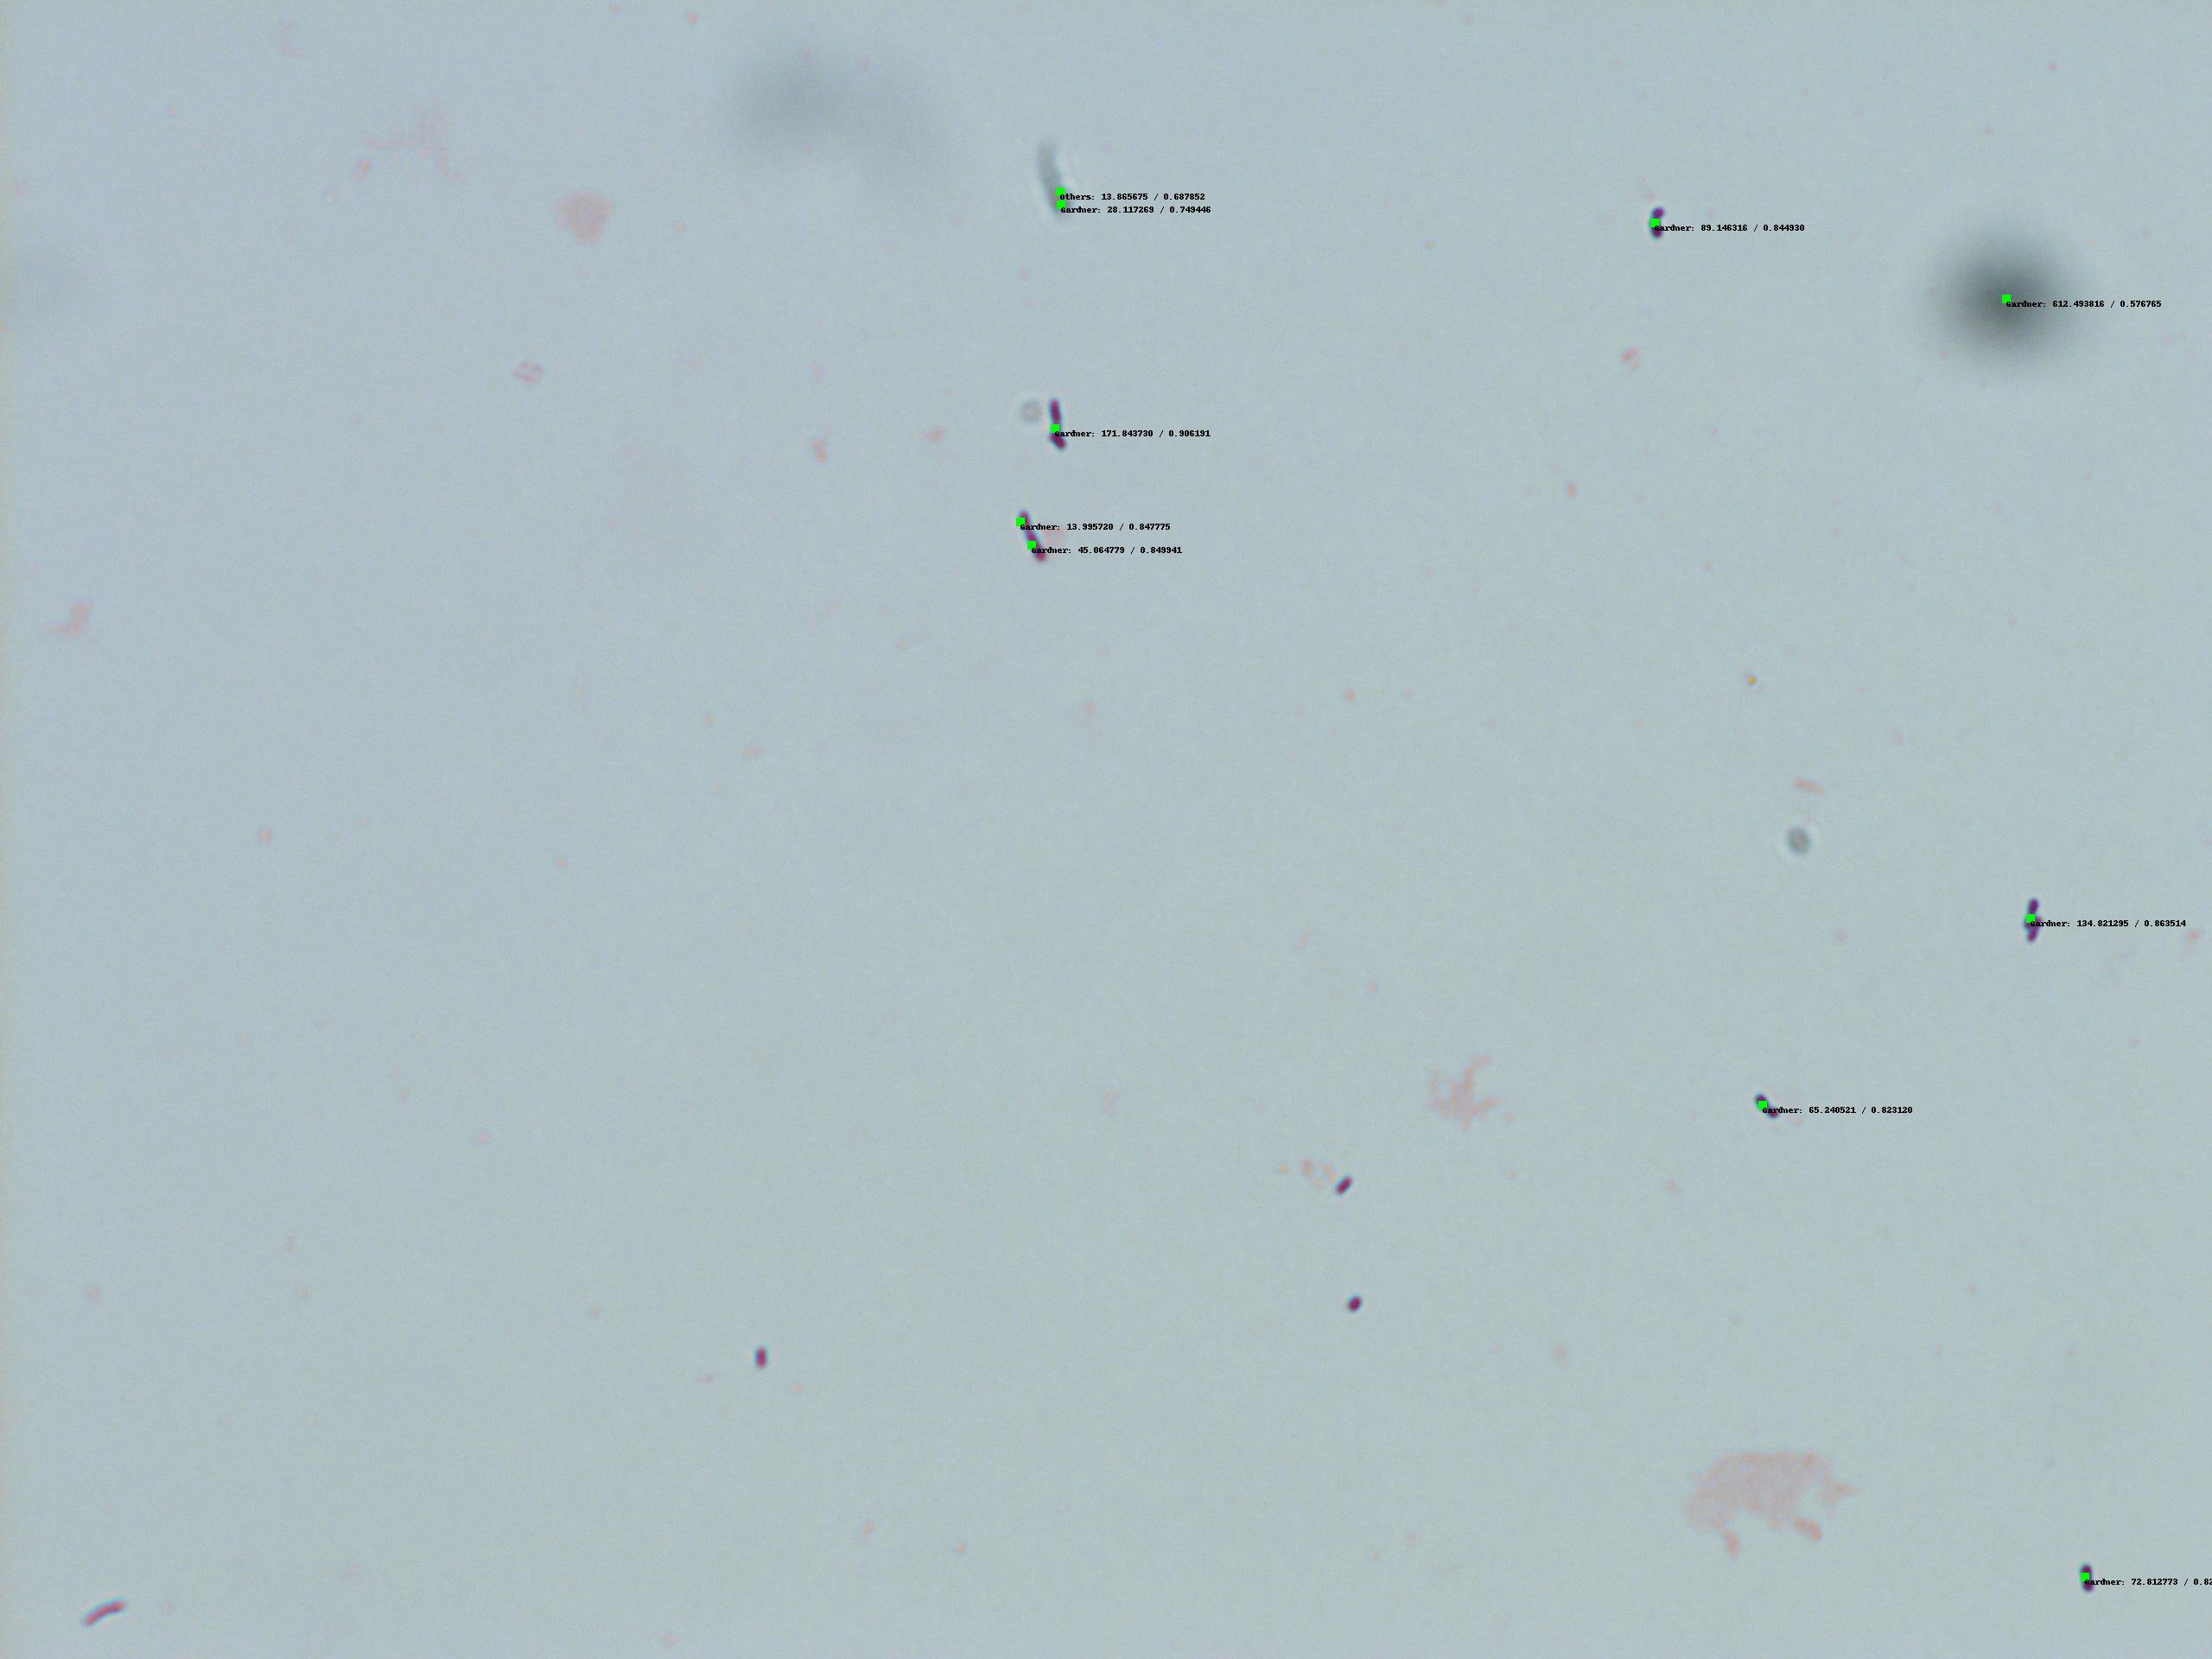 others: 13.865675 / 0.687852
Gardner: 28.117269 / 0.749446
Gardner: 89.146316 / 0.844930
Gardner: 612.493816 / 0.576765
Gardner: 171.843730 / 0.906191
Gardner: 13.995720 / 0.847775
Gardner: 45.064779 / 0.849941
Gardner: 134.821295 / 0.863514
Gardner: 65.240521 / 0.823120
Gardner: 72.812773 / 0.82